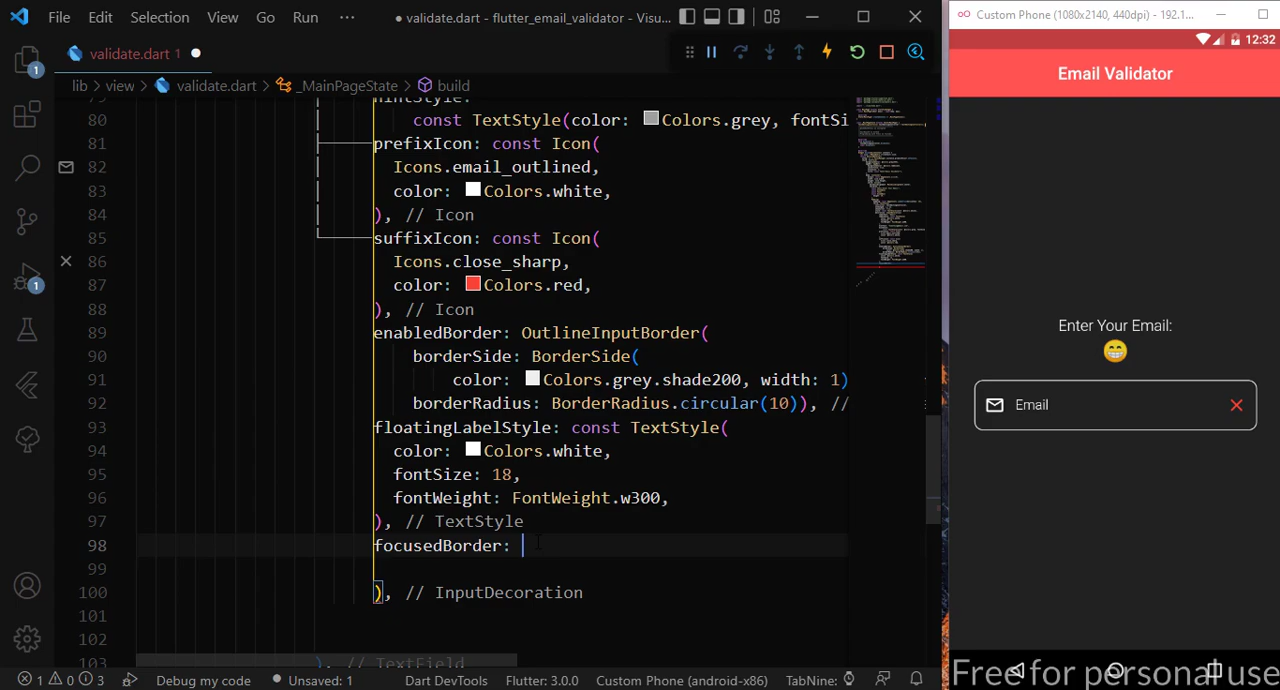 File Edit Selection View Go Run ··· ● validate.dart - flutter_email_validator - Visu...
validate.dart 1 ●
lib > view > validate.dart > _MainPageState > build
80 const TextStyle(color: Colors.grey, fontSi
81 prefixIcon: const Icon(
82 Icons.email_outlined,
83 color: Colors.white,
84 ), // Icon
85 suffixIcon: const Icon(
86 Icons.close_sharp,
87 color: Colors.red,
88 ), // Icon
89 enabledBorder: OutlineInputBorder(
90 borderSide: BorderSide(
91 color: Colors.grey.shade200, width: 1)
92 borderRadius: BorderRadius.circular(10)), //
93 floatingLabelStyle: const TextStyle(
94 color: Colors.white,
95 fontSize: 18,
96 fontWeight: FontWeight.w300,
97 ), // TextStyle
98 focusedBorder:
99
100 ), // InputDecoration
101
102
103 ), // TextField
1
1
1 0 3 Debug my code Unsaved: 1 Dart DevTools Flutter: 3.0.0 Custom Phone (android-x86) TabNine:
Custom Phone (1080x2140, 440dpi) - 192.1...
12:32
Email Validator
Enter Your Email:
Email
Free for personal use